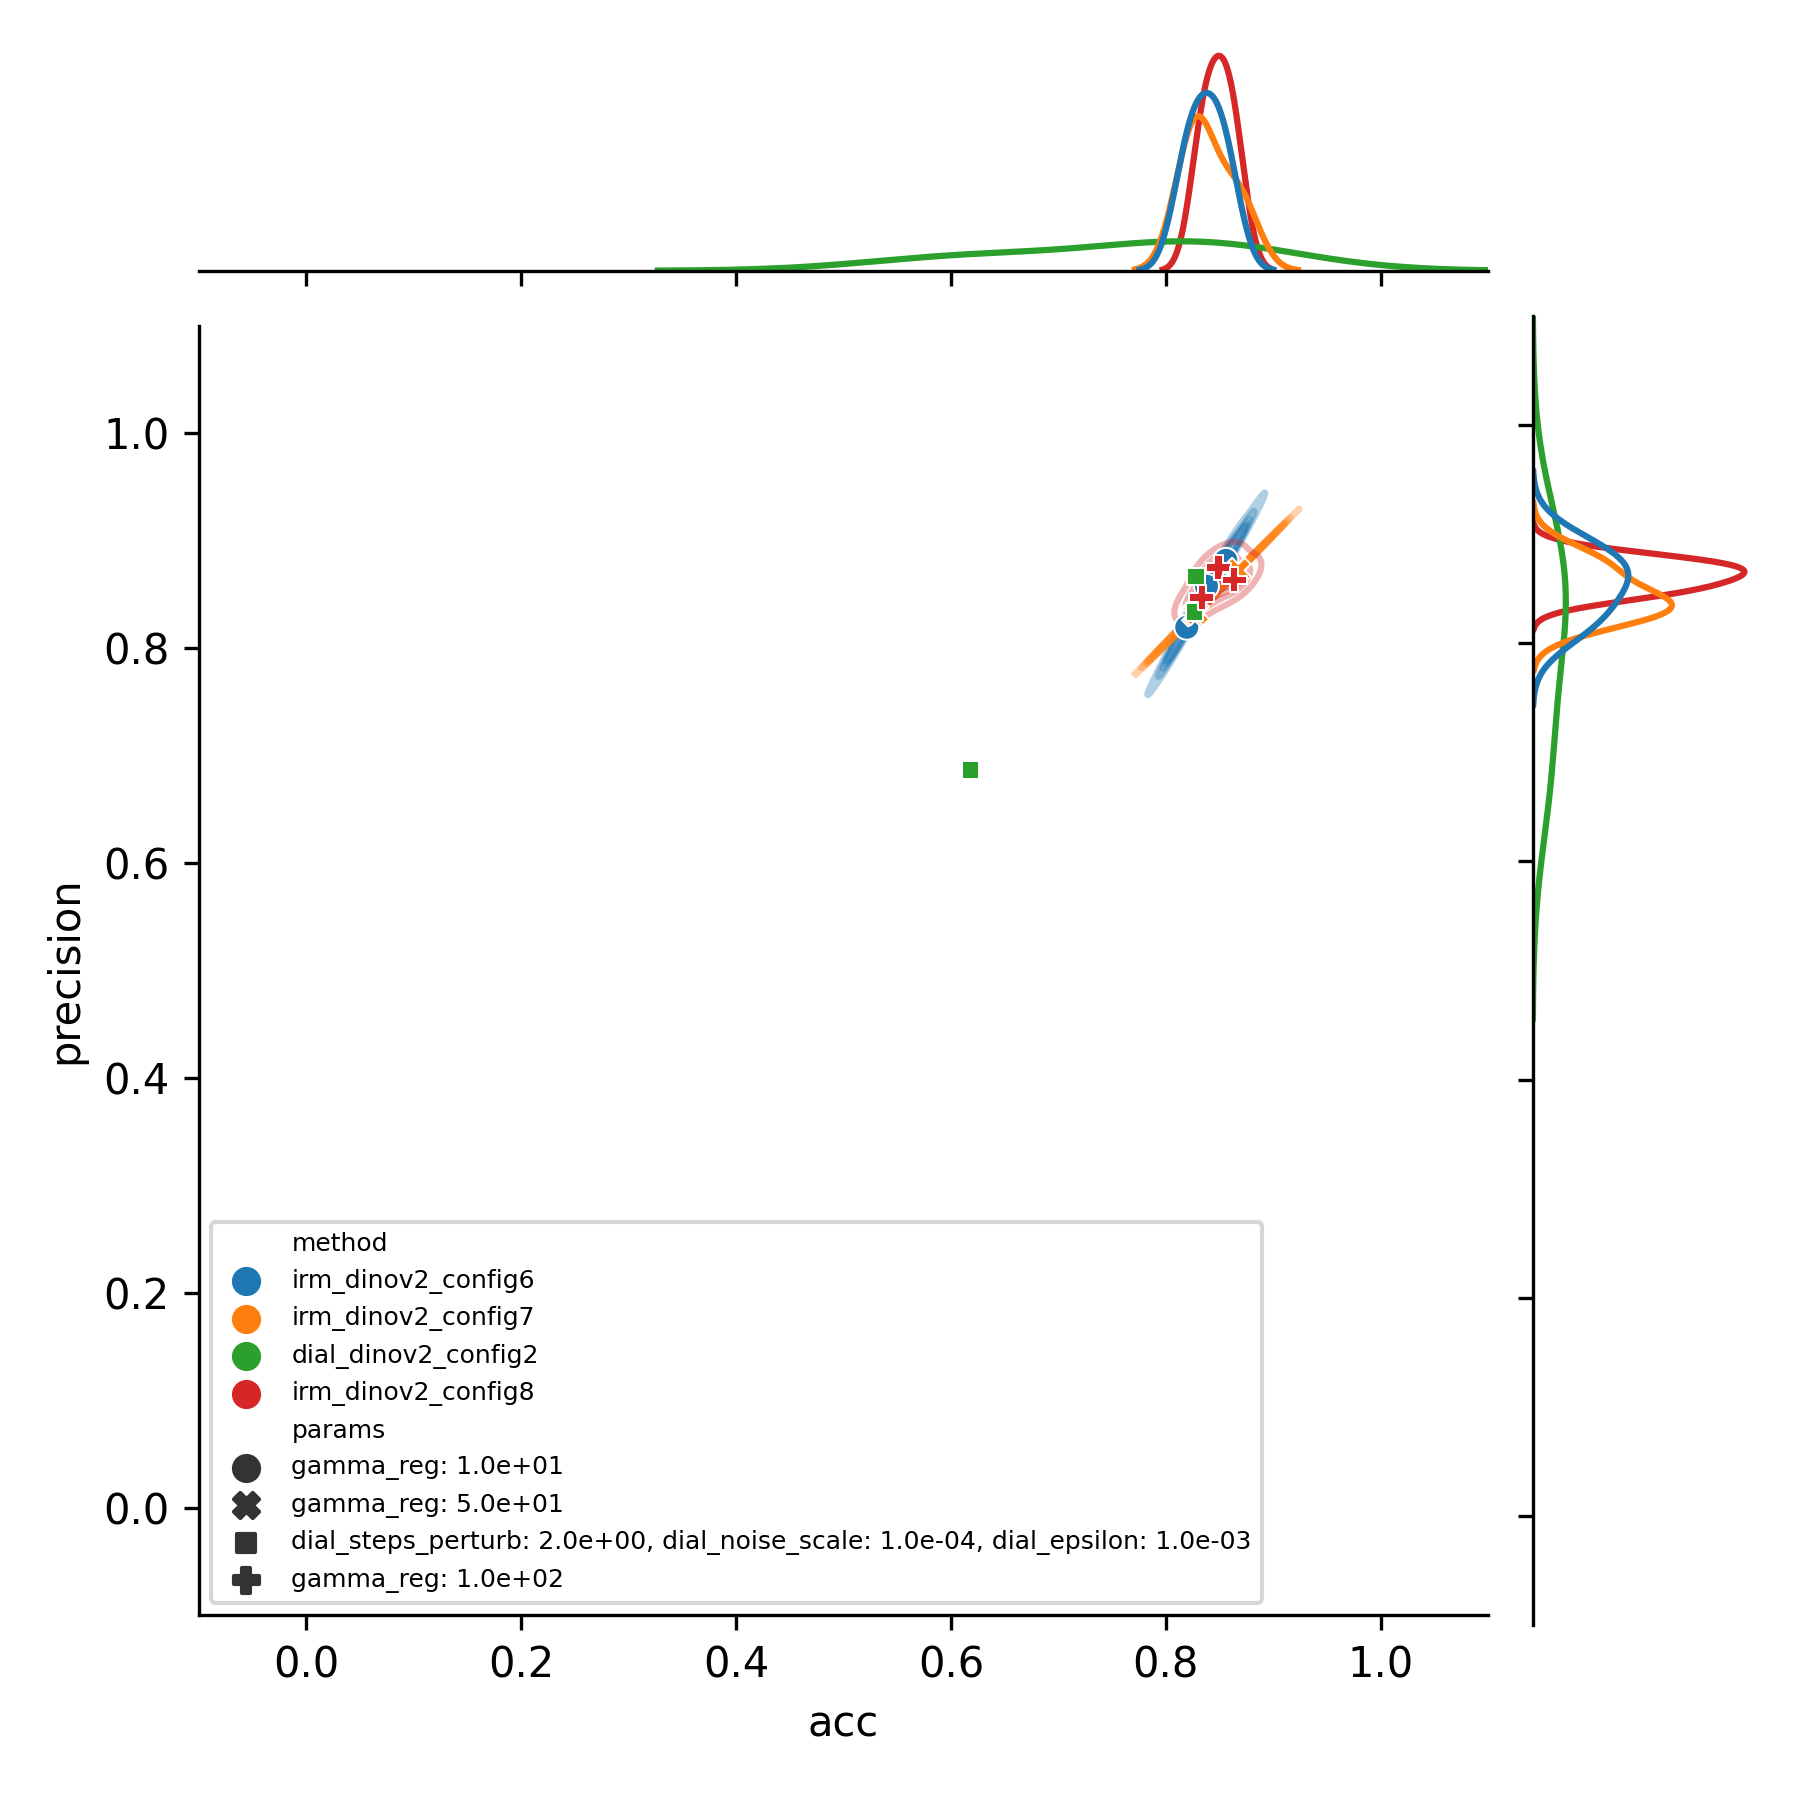 1.0
0.8
0.6
0.4
0.2
0.0
precision
method
irm_dinov2_config6
irm_dinov2_config7
dial_dinov2_config2
irm_dinov2_config8
params
gamma_reg: 1.0e+01
gamma_reg: 5.0e+01
dial_steps_perturb: 2.0e+00, dial_noise_scale: 1.0e-04, dial_epsilon: 1.0e-03
gamma_reg: 1.0e+02
0.0 0.2 0.4 0.6 0.8 1.0
acc